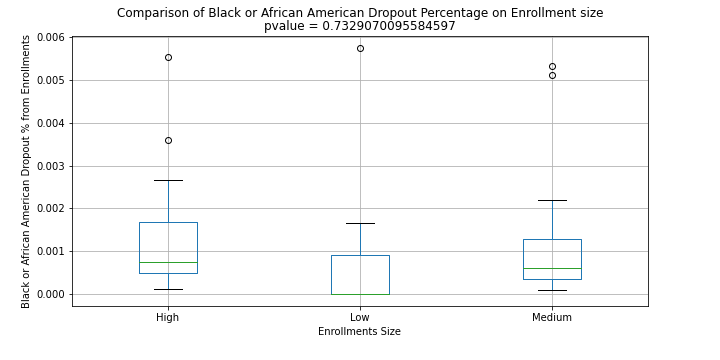 Comparison of Black or African American Dropout Percentage on Enrollment size
pvalue = 0.7329070095584597
Black or African American Dropout % from Enrollments
0.006
0.005
0.004
0.003
0.002
0.001
0.000
High Low Medium
Enrollments Size